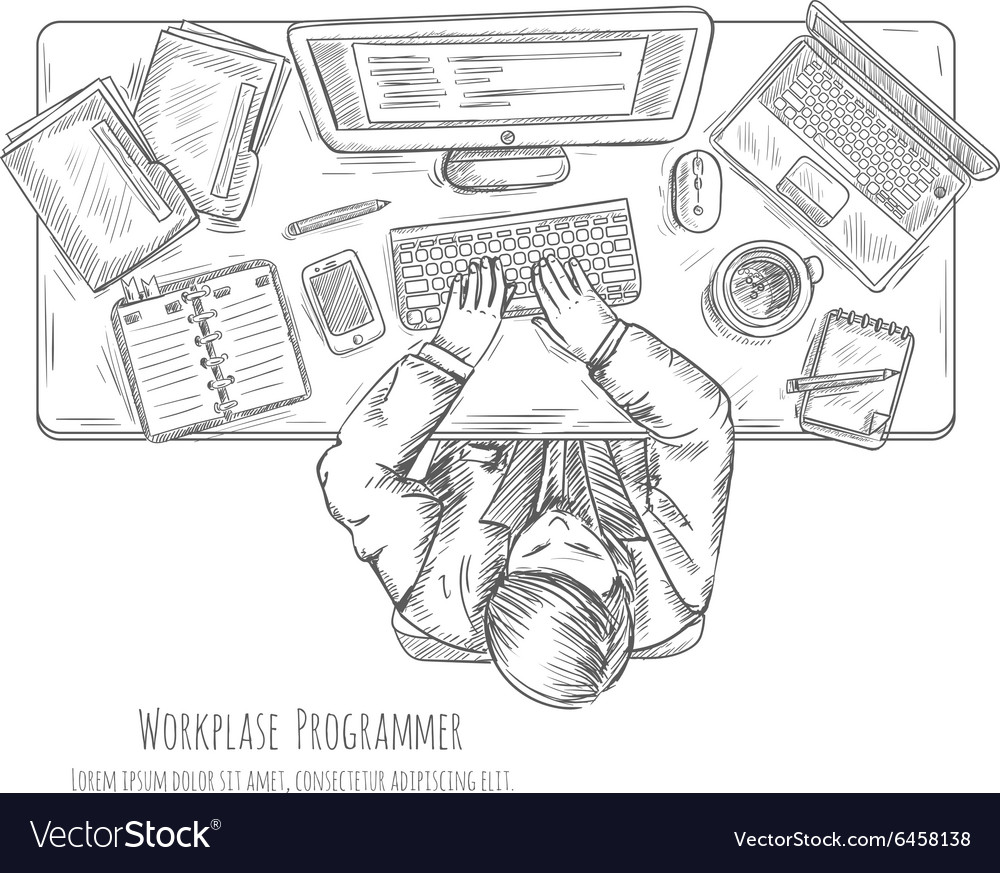 Workplase Programmer
Lorem ipsum dolor sit amet, consectetur adipiscing elit.
VectorStock®
VectorStock.com/6458138